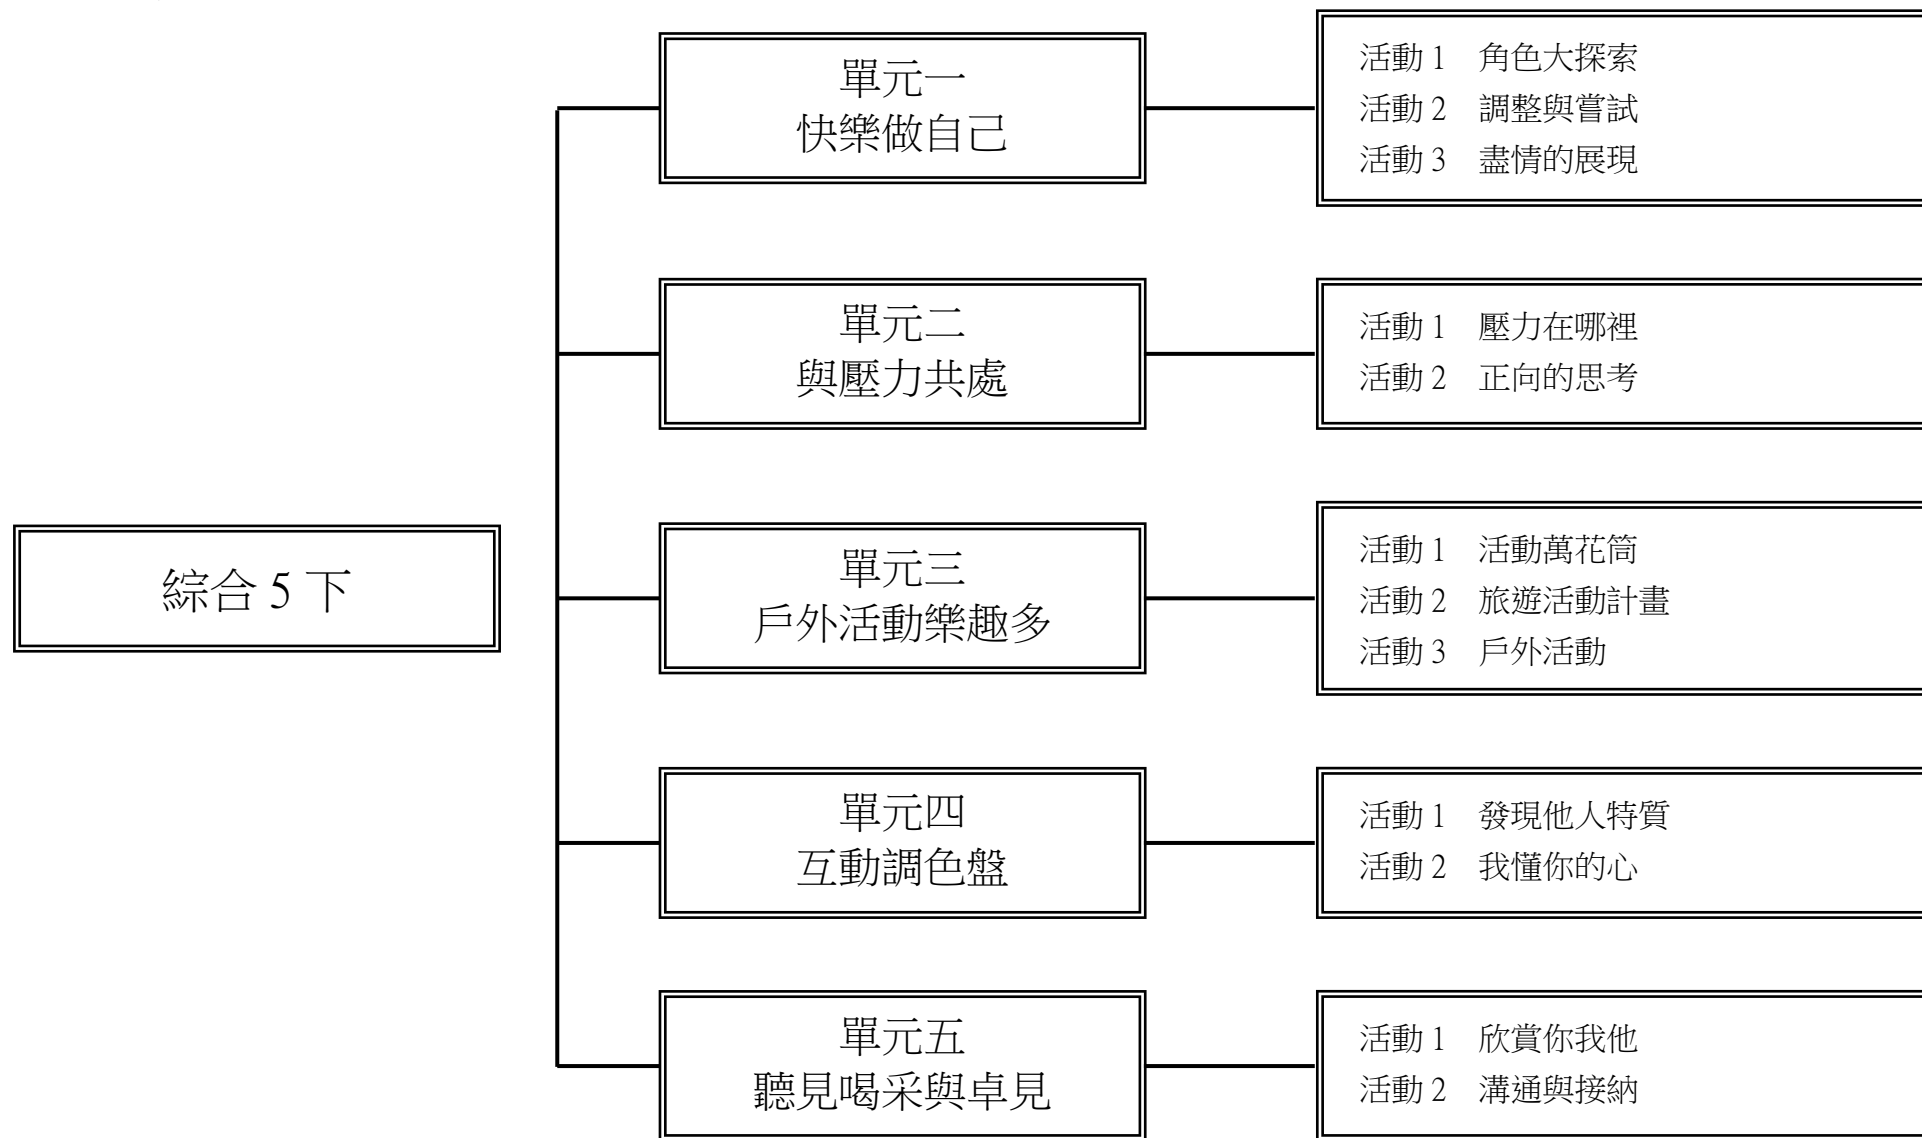 綜合 5 下
單元一
快樂做自己
活動 1　角色大探索
活動 2　調整與嘗試
活動 3　盡情的展現
單元二
與壓力共處
活動 1　壓力在哪裡
活動 2　正向的思考
單元三
戶外活動樂趣多
活動 1　活動萬花筒
活動 2　旅遊活動計畫
活動 3　戶外活動
單元四
互動調色盤
活動 1　發現他人特質
活動 2　我懂你的心
單元五
聽見喝采與卓見
活動 1　欣賞你我他
活動 2　溝通與接納